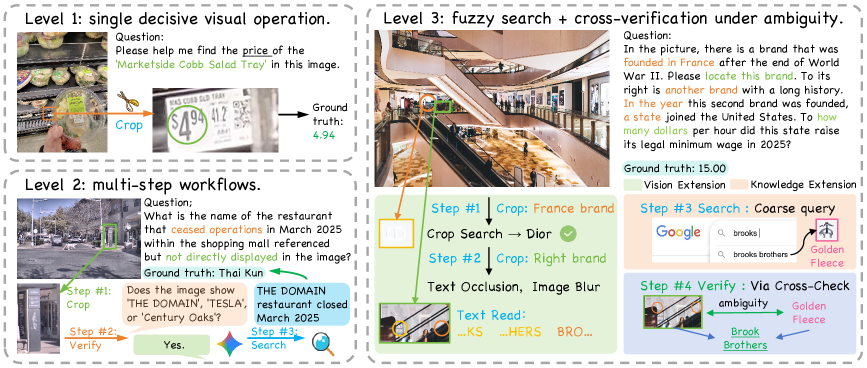 Level 1: single decisive visual operation.
Question:
Please help me find the price of the
'Marketside Cobb Salad Tray' in this image.
Crop
MKS COBB SLD TRAY
$4 94
41.2
Ground
truth:
4.94
Level 2: multi-step workflows.
Question;
What is the name of the restaurant
that ceased operations in March 2025
within the shopping mall referenced
but not directly displayed in the image?
Ground truth: Thai Kun
Step #1:
Crop
Does the image show
'THE DOMAIN', 'TESLA',
or 'Century Oaks'?
THE DOMAIN
restaurant closed
March 2025
Step #2:
Verify
Yes.
Step #3:
Search
Level 3: fuzzy search + cross-verification under ambiguity.
Question:
In the picture, there is a brand that was
founded in France after the end of World
War II. Please locate this brand. To its
right is another brand with a long history.
In the year this second brand was founded,
a state joined the United States. To how
many dollars per hour did this state raise
its legal minimum wage in 2025?
Ground truth: 15.00
Vision Extension
Knowledge Extension
Step #1
Crop: France brand
Crop Search → Dior
Step #2
Crop: Right brand
Text Occlusion, Image Blur
Text Read:
...KS ...HERS BRO...
Step #3 Search : Coarse query
Google
brooks
brooks brothers
Golden
Fleece
Step #4 Verify : Via Cross-Check
ambiguity
Golden
Fleece
Brook
Brothers